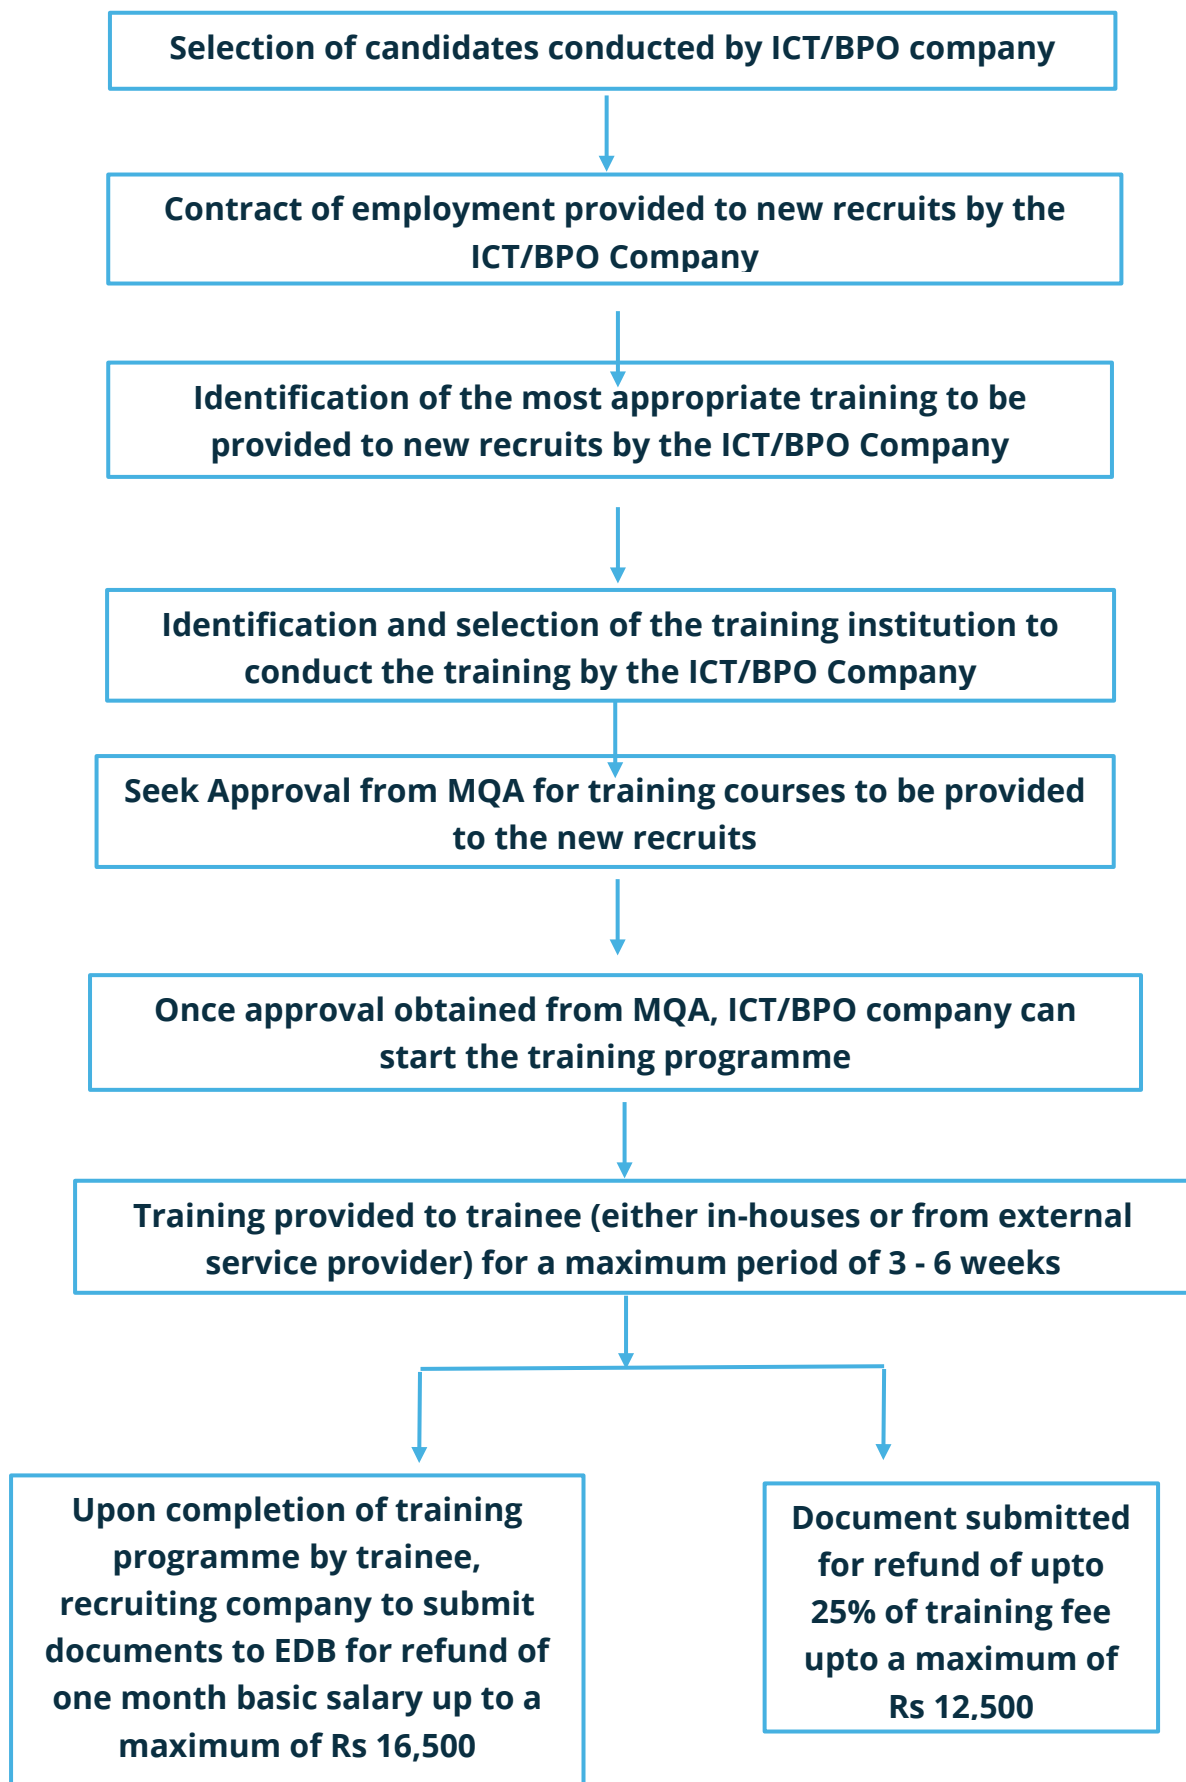 Selection of candidates conducted by ICT/BPO company
Contract of employment provided to new recruits by the
ICT/BPO Company
Identification of the most appropriate training to be
provided to new recruits by the ICT/BPO Company
Identification and selection of the training institution to
conduct the training by the ICT/BPO Company
Seek Approval from MQA for training courses to be provided
to the new recruits
Once approval obtained from MQA, ICT/BPO company can
start the training programme
Training provided to trainee (either in-houses or from external
service provider) for a maximum period of 3 - 6 weeks
Upon completion of training
programme by trainee,
recruiting company to submit
documents to EDB for refund of
one month basic salary up to a
maximum of Rs 16,500
Document submitted
for refund of upto
25% of training fee
upto a maximum of
Rs 12,500